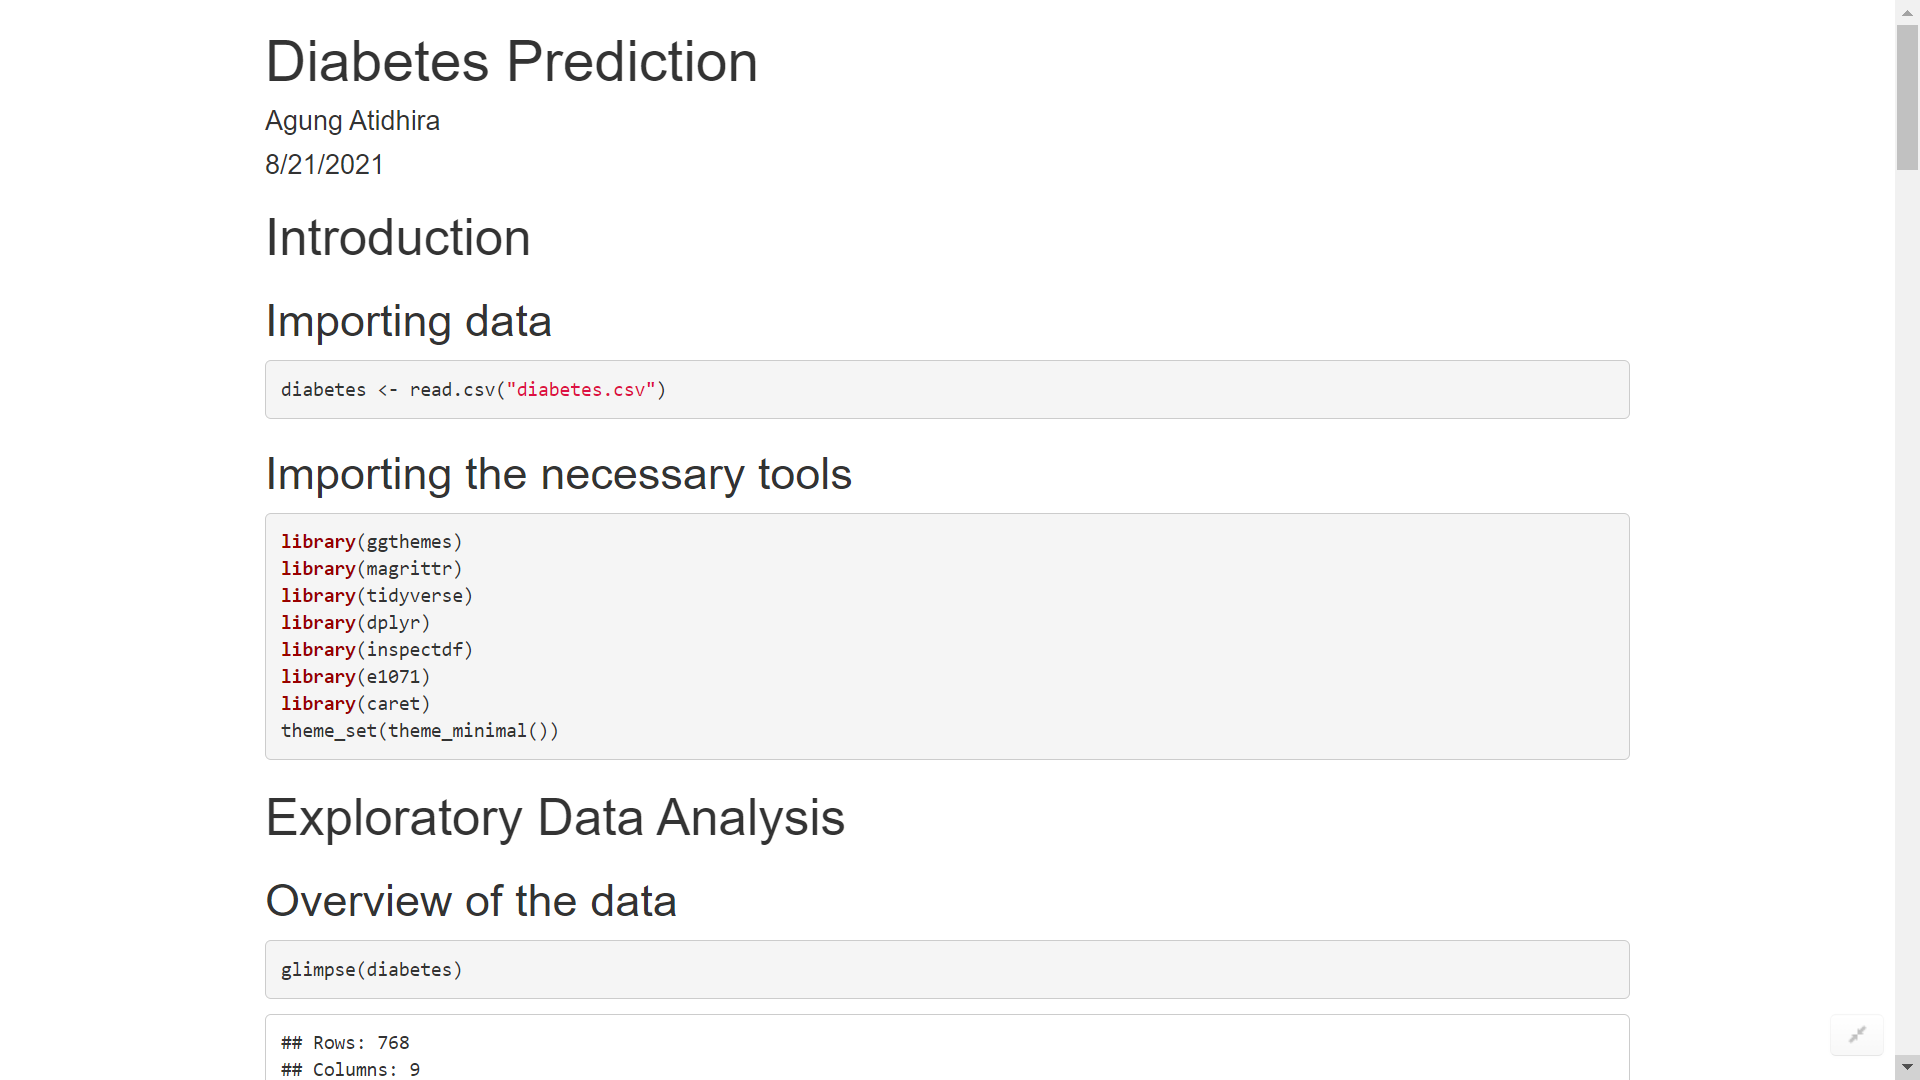 Diabetes Prediction
Agung Atidhira
8/21/2021
Introduction
Importing data
diabetes <- read.csv("diabetes.csv")
Importing the necessary tools
library(ggthemes)
library(magrittr)
library(tidyverse)
library(dplyr)
library(inspectdf)
library(e1071)
library(caret)
theme_set(theme_minimal())
Exploratory Data Analysis
Overview of the data
glimpse(diabetes)
## Rows: 768
## Columns: 9